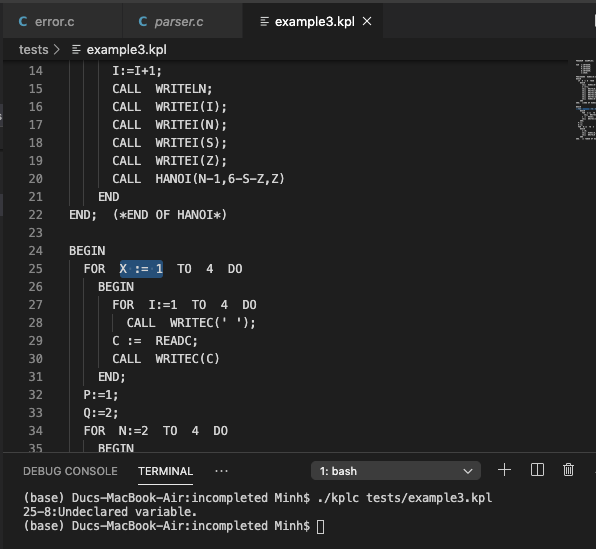 C error.c C parser.c example3.kpl ×
tests > example3.kpl
14 I:=I+1;
15 CALL WRITELN;
16 CALL WRITEI(I);
17 CALL WRITEI(N);
18 CALL WRITEI(S);
19 CALL WRITEI(Z);
20 CALL HANOI(N-1,6-S-Z,Z)
21 END
22 END; (*END OF HANOI*)
23
24 BEGIN
25 FOR X := 1 TO 4 DO
26 BEGIN
27 FOR I:=1 TO 4 DO
28 CALL WRITEC(' ');
29 C := READC;
30 CALL WRITEC(C)
31 END;
32 P:=1;
33 Q:=2;
34 FOR N:=2 TO 4 DO
35 BEGIN
DEBUG CONSOLE TERMINAL ··· 1: bash
(base) Ducs-MacBook-Air:incompleted Minh$ ./kplc tests/example3.kpl
25-8:Undeclared variable.
(base) Ducs-MacBook-Air:incompleted Minh$